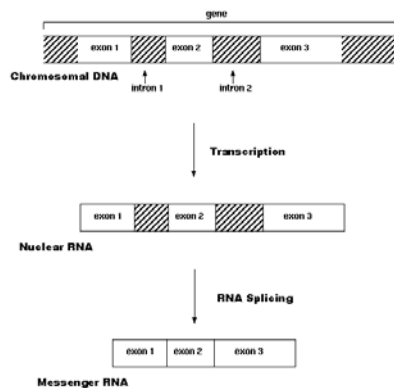 gene
exon 1 exon 2 exon 3
Chromosomal DNA
intron 1 intron 2
Transcription
exon 1 exon 2 exon 3
Nuclear RNA
RNA Splicing
exon 1 exon 2 exon 3
Messenger RNA